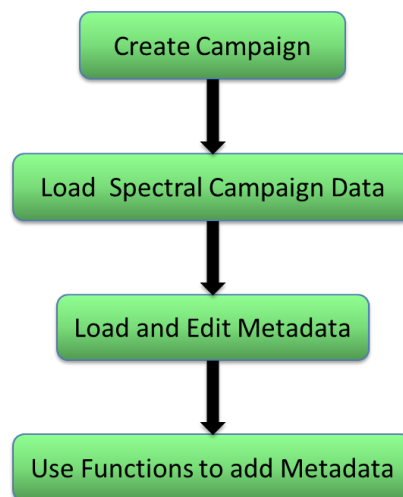 Create Campaign
Load Spectral Campaign Data
Load and Edit Metadata
Use Functions to add Metadata